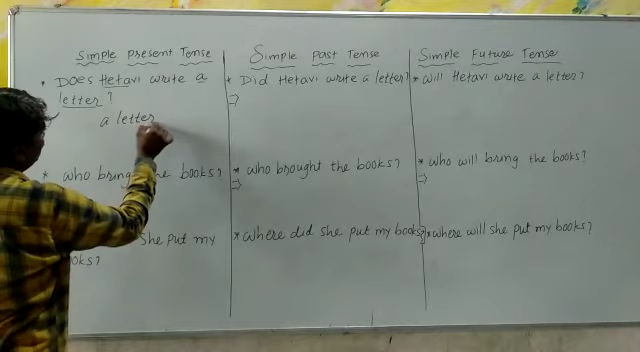 Simple Present Tense
* Does Hetavi write a
letter ?
a letter
* who bring the books?
She put my
ooks?
Simple Past Tense
* Did Hetavi write a letter?
⇒
* who brought the books?
⇒
* where did she put my books?
Simple Future Tense
* will Hetavi write a letter?
* who will bring the books?
⇒
* where will she put my books?